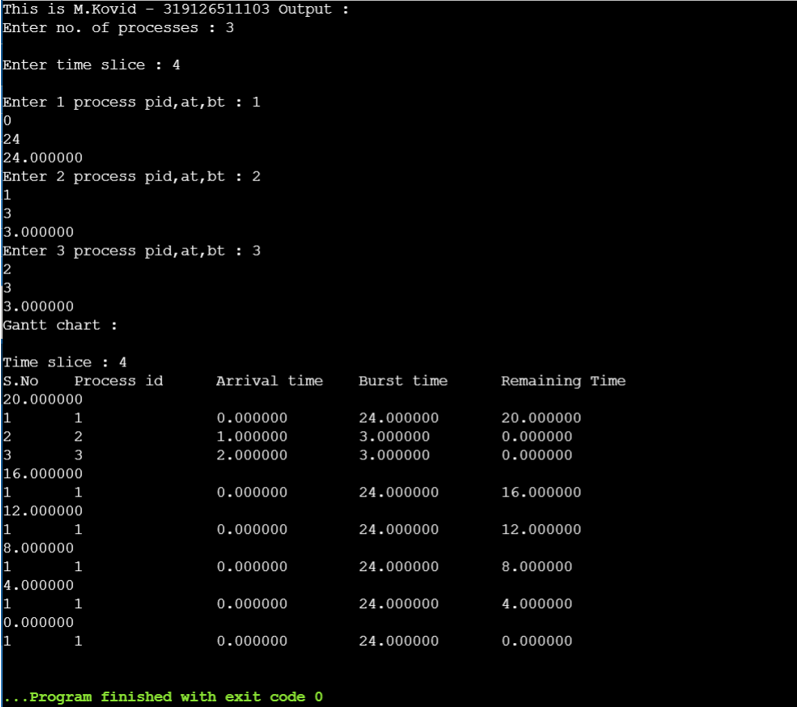 This is M.Kovid - 319126511103 Output :
Enter no. of processes : 3
Enter time slice : 4
Enter 1 process pid,at,bt : 1
0
24
24.000000
Enter 2 process pid,at,bt : 2
1
3
3.000000
Enter 3 process pid,at,bt : 3
2
3
3.000000
Gantt chart :
Time slice : 4
S.No    Process id      Arrival time    Burst time      Remaining Time
20.000000
1       1               0.000000        24.000000       20.000000
2       2               1.000000        3.000000        0.000000
3       3               2.000000        3.000000        0.000000
16.000000
1       1               0.000000        24.000000       16.000000
12.000000
1       1               0.000000        24.000000       12.000000
8.000000
1       1               0.000000        24.000000       8.000000
4.000000
1       1               0.000000        24.000000       4.000000
0.000000
1       1               0.000000        24.000000       0.000000
...Program finished with exit code 0